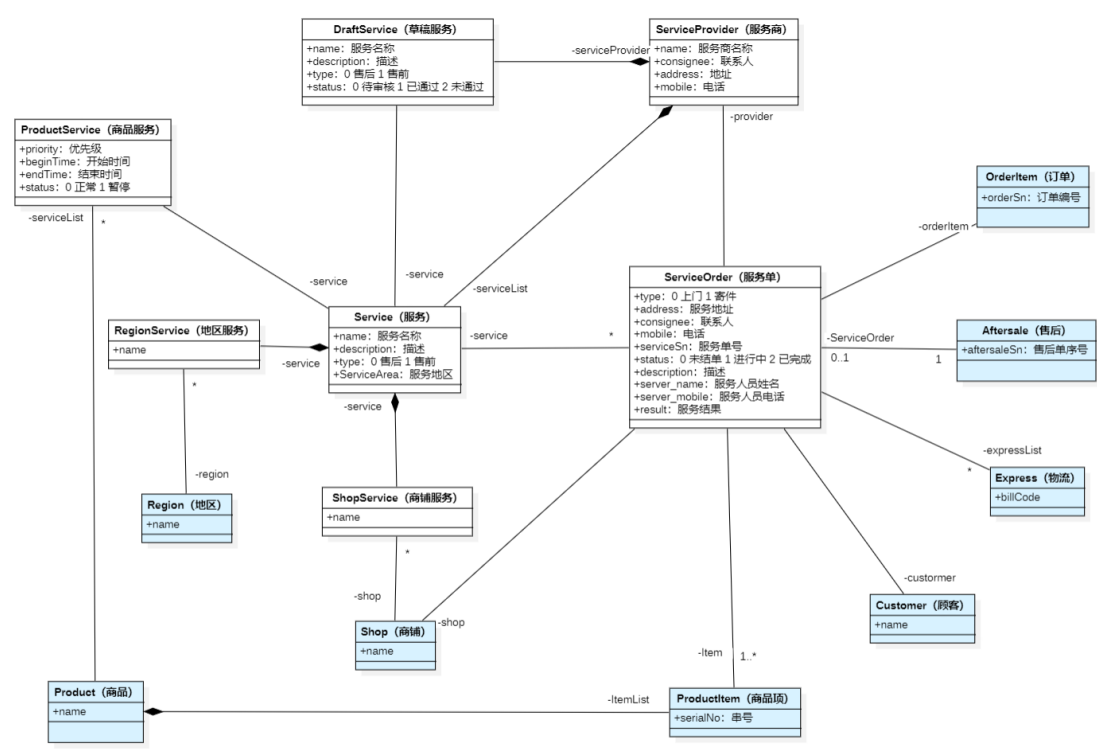 DraftService（草稿服务）
+name：服务名称
+description：描述
+type：0 售后 1 售前
+status：0 待审核 1 已通过 2 未通过
-serviceProvider
ServiceProvider（服务商）
+name：服务商名称
+consignee：联系人
+address：地址
+mobile：电话
-provider
ProductService（商品服务）
+priority：优先级
+beginTime：开始时间
+endTime：结束时间
+status：0 正常 1 暂停
-serviceList
*
OrderItem（订单）
+orderSn：订单编号
-orderItem
-service
-service
-serviceList
ServiceOrder（服务单）
+type：0 上门 1 寄件
+address：服务地址
+consignee：联系人
+mobile：电话
+serviceSn：服务单号
+status：0 未结单 1 进行中 2 已完成
+description：描述
+server_name：服务人员姓名
+server_mobile：服务人员电话
+result：服务结果
Service（服务）
+name：服务名称
+description：描述
+type：0 售后 1 售前
+ServiceArea：服务地区
-service
*
RegionService（地区服务）
+name
-service
*
-ServiceOrder
0..1
1
Aftersale（售后）
+aftersaleSn：售后单序号
-service
-expressList
*
Express（物流）
+billCode
-region
Region（地区）
+name
ShopService（商铺服务）
+name
*
-shop
-shop
Shop（商铺）
+name
-custormer
Customer（顾客）
+name
-Item
1..*
Product（商品）
+name
-ItemList
ProductItem（商品项）
+serialNo：串号